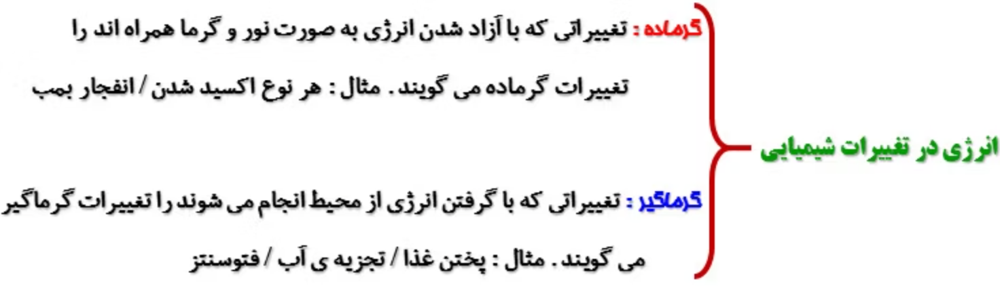 انرژی در تغییرات شیمیایی
گرماده : تغییراتی که با آزاد شدن انرژی به صورت نور و گرما همراه اند را
تغییرات گرماده می گویند . مثال : هر نوع اکسید شدن / انفجار بمب
گرماگیر : تغییراتی که با گرفتن انرژی از محیط انجام می شوند را تغییرات گرماگیر
می گویند . مثال : پختن غذا / تجزیه ی آب / فتوسنتز